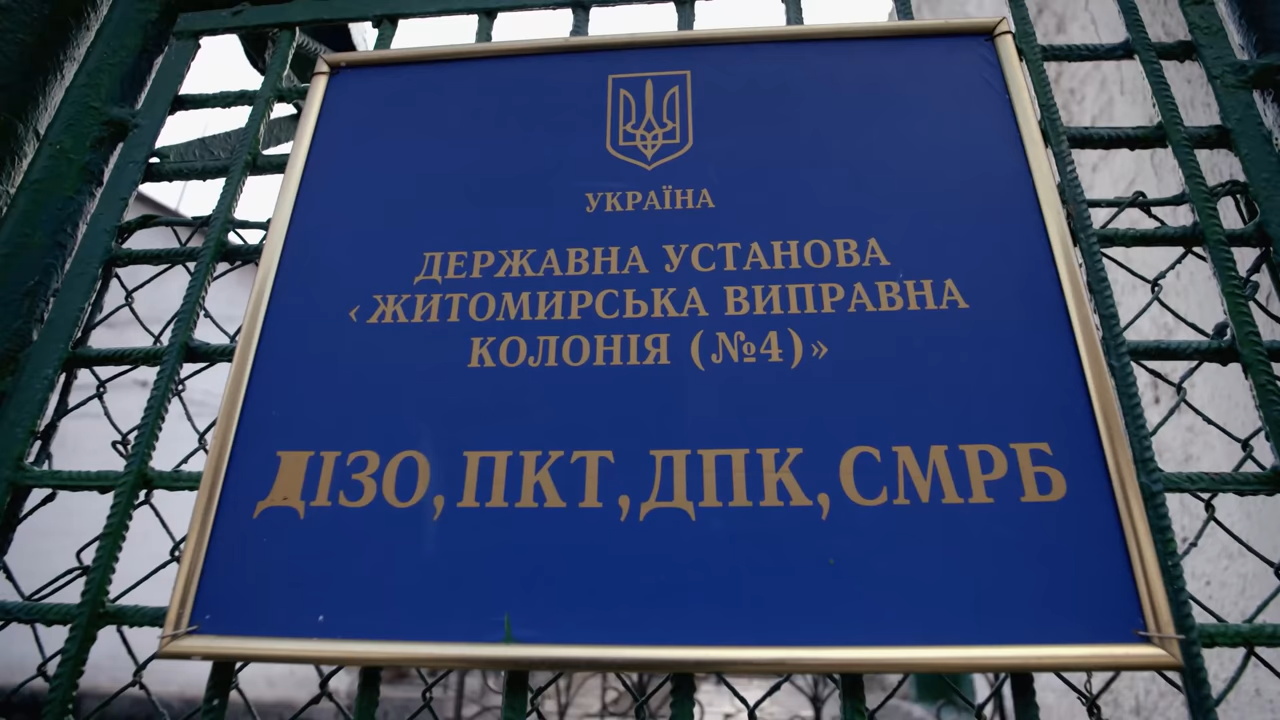 УКРАЇНА
ДЕРЖАВНА УСТАНОВА
‹ЖИТОМИРСЬКА ВИПРАВНА
КОЛОНІЯ (№4)»
ДІЗО,ПКТ,ДПК,СМРБ